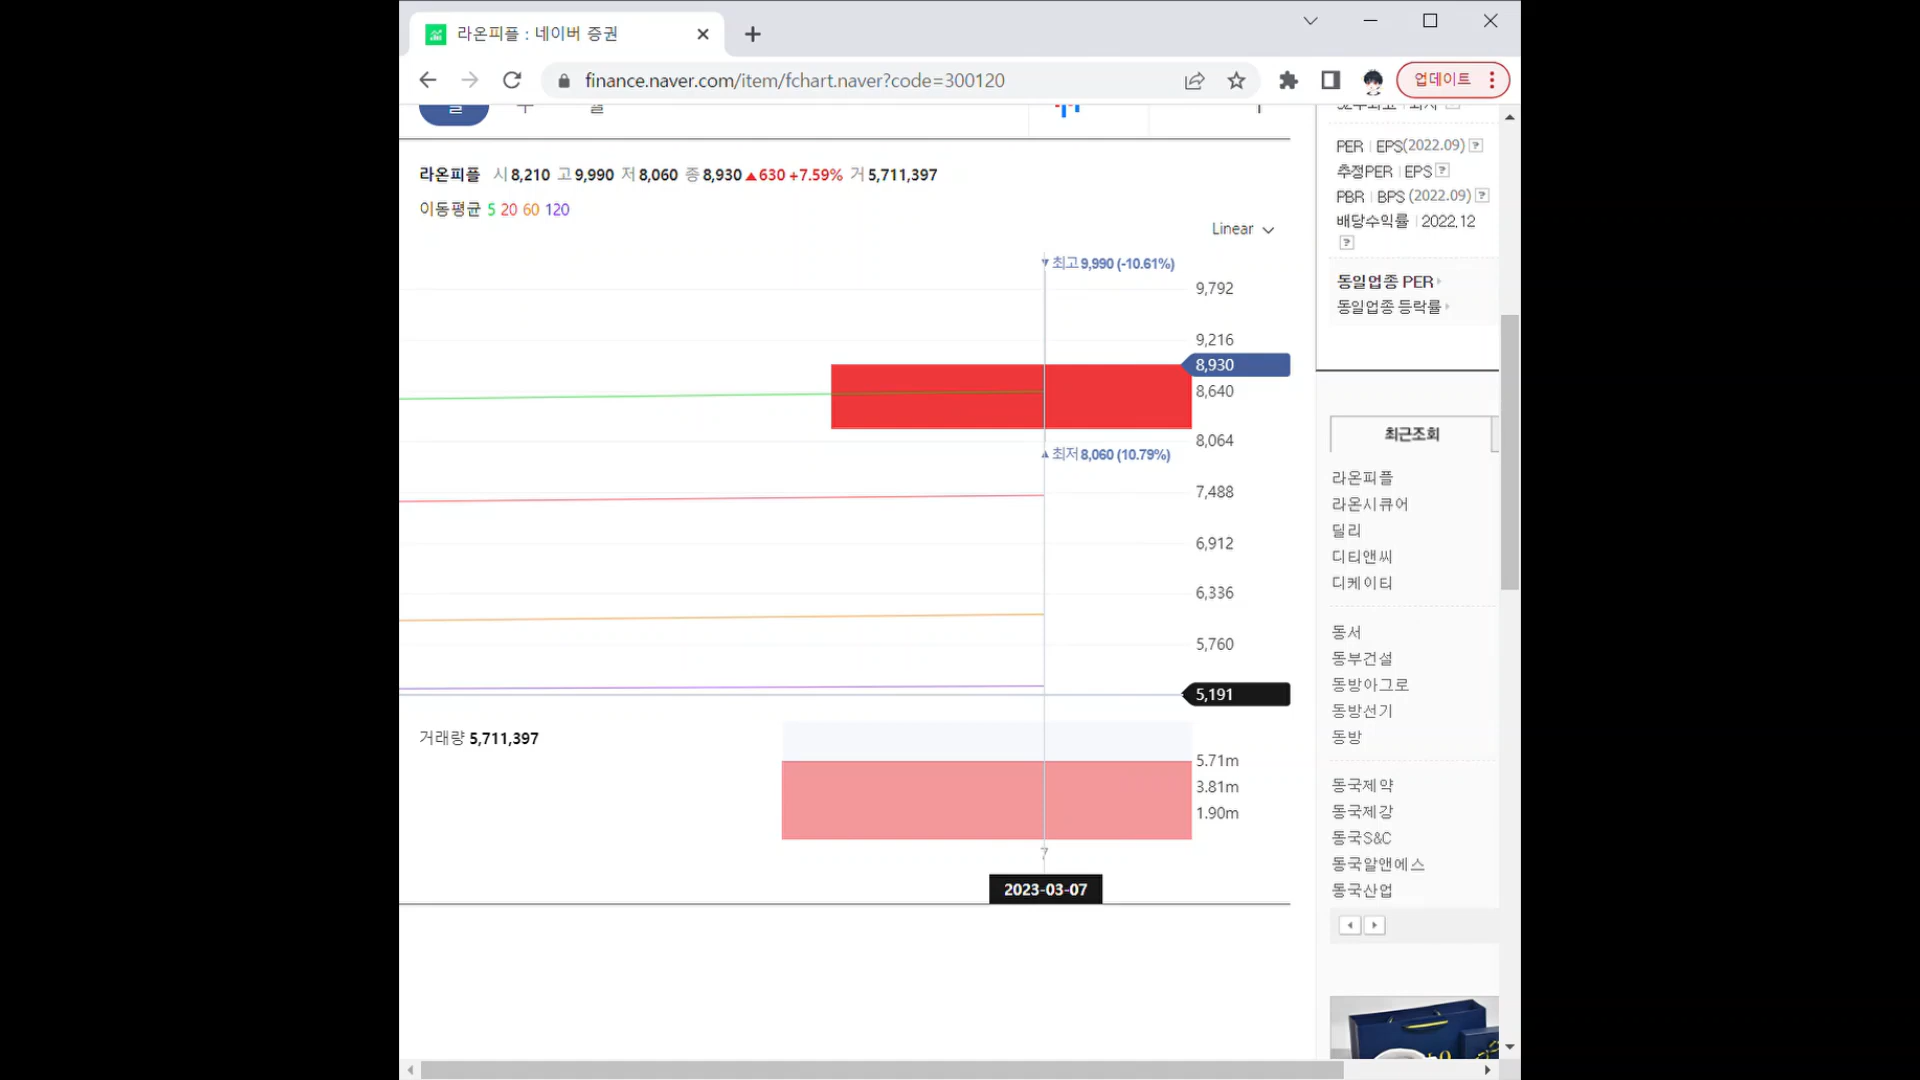 라온피플 : 네이버 증권
finance.naver.com/item/fchart.naver?code=300120
업데이트
라온피플 시 8,210 고 9,990 저 8,060 종 8,930 ▲630 +7.59% 거 5,711,397
이동평균 5 20 60 120
Linear
▼최고 9,990 (-10.61%)
9,792
9,216
8,930
8,640
8,064
▲최저 8,060 (10.79%)
7,488
6,912
6,336
5,760
5,191
거래량 5,711,397
5.71m
3.81m
1.90m
7
2023-03-07
PER | EPS(2022.09) ?
추정PER | EPS ?
PBR | BPS (2022.09) ?
배당수익률 | 2022.12
?
동일업종 PER
동일업종 등락률
최근조회
라온피플
라온시큐어
딜리
디티앤씨
디케이티
동서
동부건설
동방아그로
동방선기
동방
동국제약
동국제강
동국S&C
동국알앤에스
동국산업